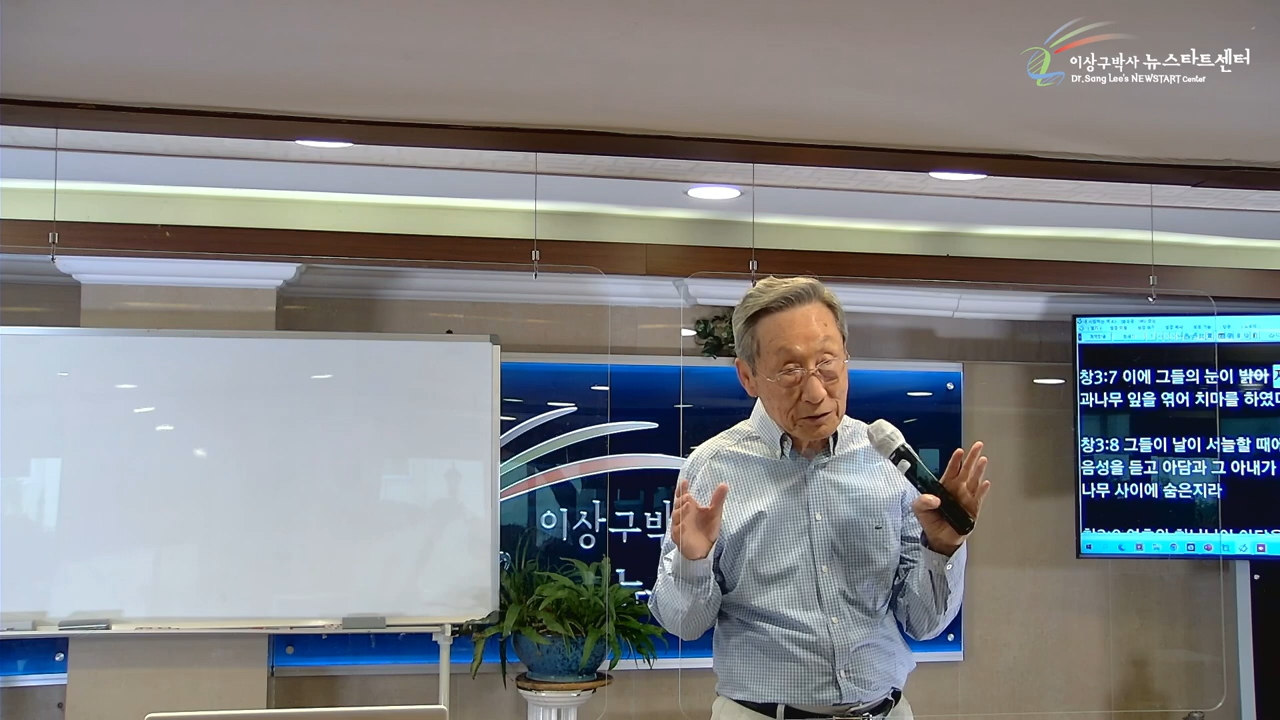 이상구박사 뉴스타트센터
Dr. Sang Lee's NEWSTART Center
이상구박
창3:7 이에 그들의 눈이 밝아
과나무 잎을 엮어 치마를 하였
창3:8 그들이 날이 서늘할 때에
음성을 듣고 아담과 그 아내가
나무 사이에 숨은지라